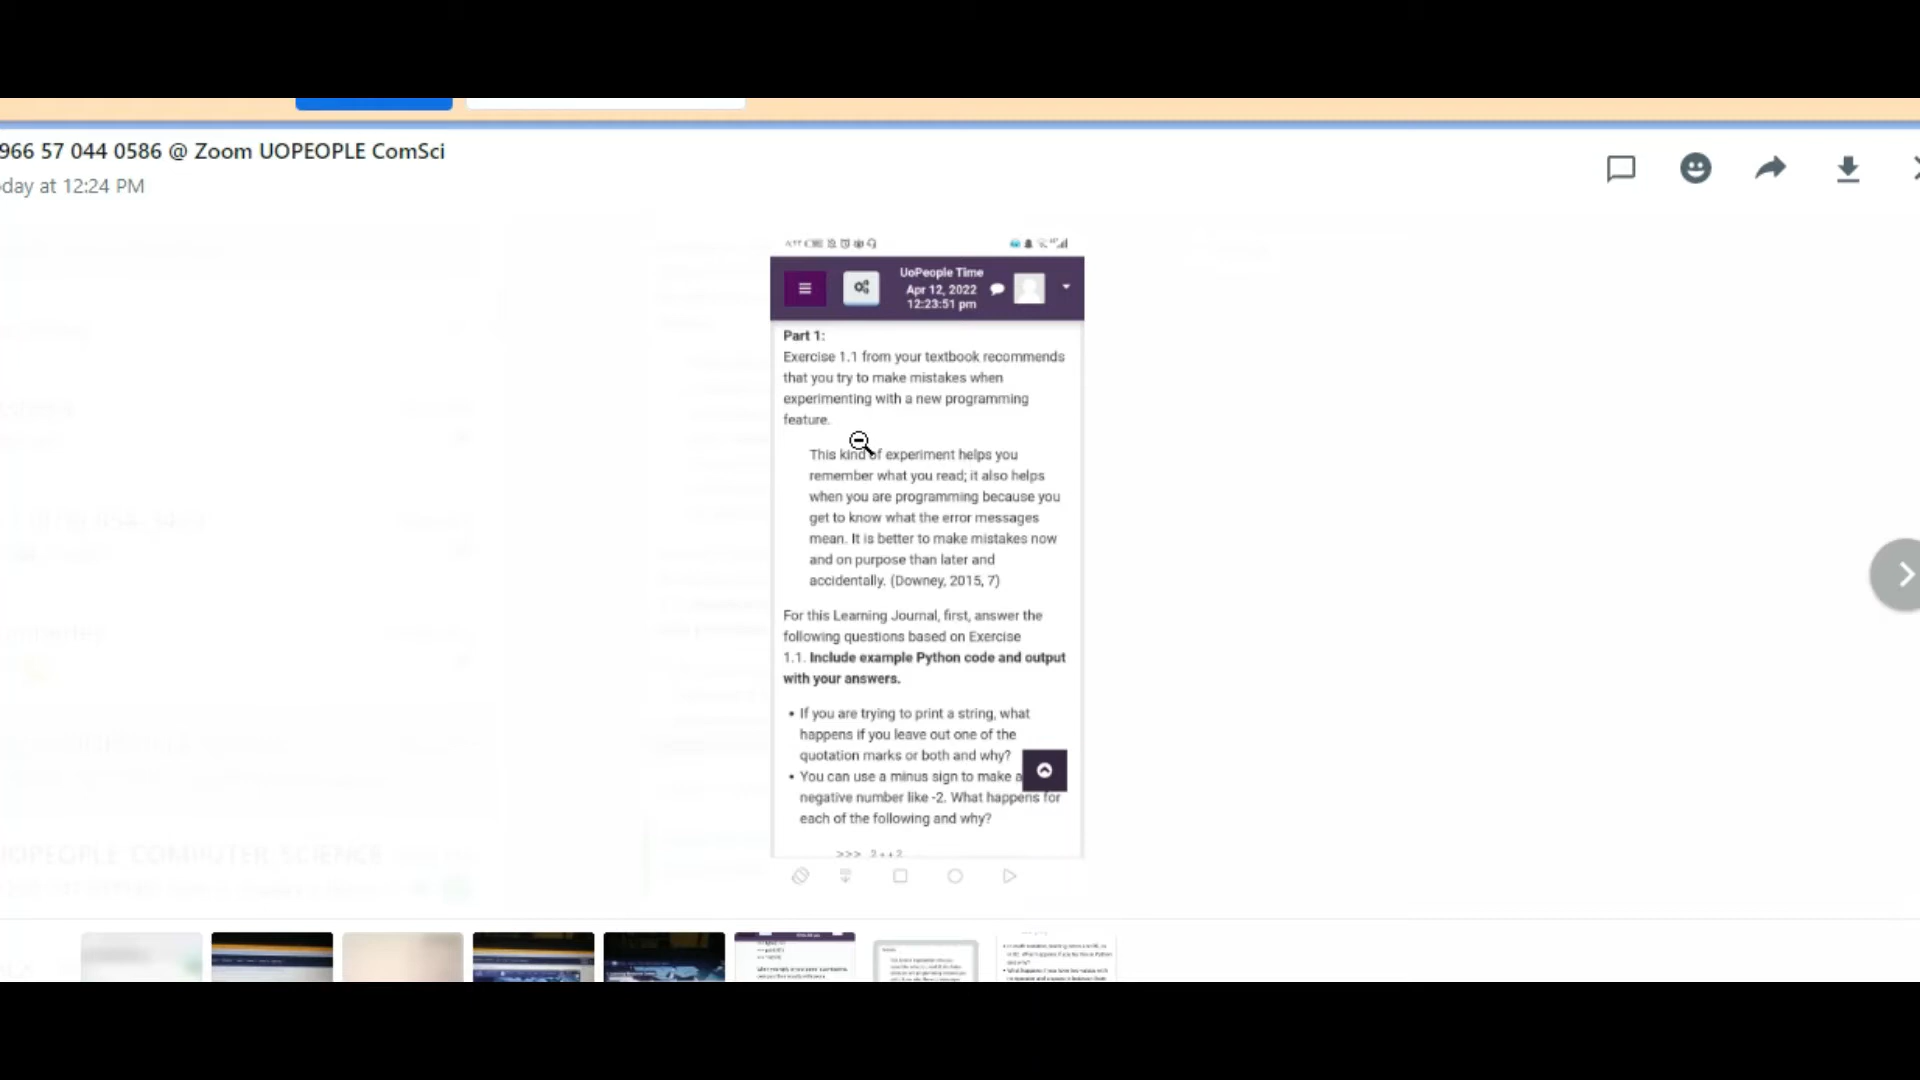 966 57 044 0586 @ Zoom UOPEOPLE ComSci
day at 12:24 PM
UoPeople Time
Apr 12, 2022
12:23:51 pm
Part 1:
Exercise 1.1 from your textbook recommends
that you try to make mistakes when
experimenting with a new programming
feature.
This kind of experiment helps you
remember what you read; it also helps
when you are programming because you
get to know what the error messages
mean. It is better to make mistakes now
and on purpose than later and
accidentally. (Downey, 2015, 7)
For this Learning Journal, first, answer the
following questions based on Exercise
1.1. Include example Python code and output
with your answers.
• If you are trying to print a string, what
happens if you leave out one of the
quotation marks or both and why?
• You can use a minus sign to make a
negative number like -2. What happens for
each of the following and why?
>>> 2++2
UOPEOPLE COMPUTER SCIENCE